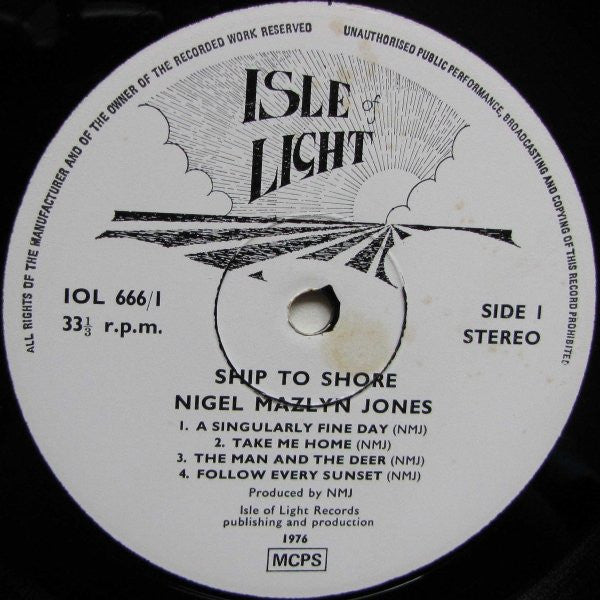 ALL RIGHTS OF THE MANUFACTURER AND OF THE OWNER OF THE RECORDED WORK RESERVED
UNAUTHORISED PUBLIC PERFORMANCE, BROADCASTING AND COPYING OF THIS RECORD PROHIBITED
ISLE of
LIGHT
IOL 666/1
SIDE 1
33⅓ r.p.m.
STEREO
SHIP TO SHORE
NIGEL MAZLYN JONES
1. A SINGULARLY FINE DAY (NMJ)
2. TAKE ME HOME (NMJ)
3. THE MAN AND THE DEER (NMJ)
4. FOLLOW EVERY SUNSET (NMJ)
Produced by NMJ
Isle of Light Records
publishing and production
1976
MCPS